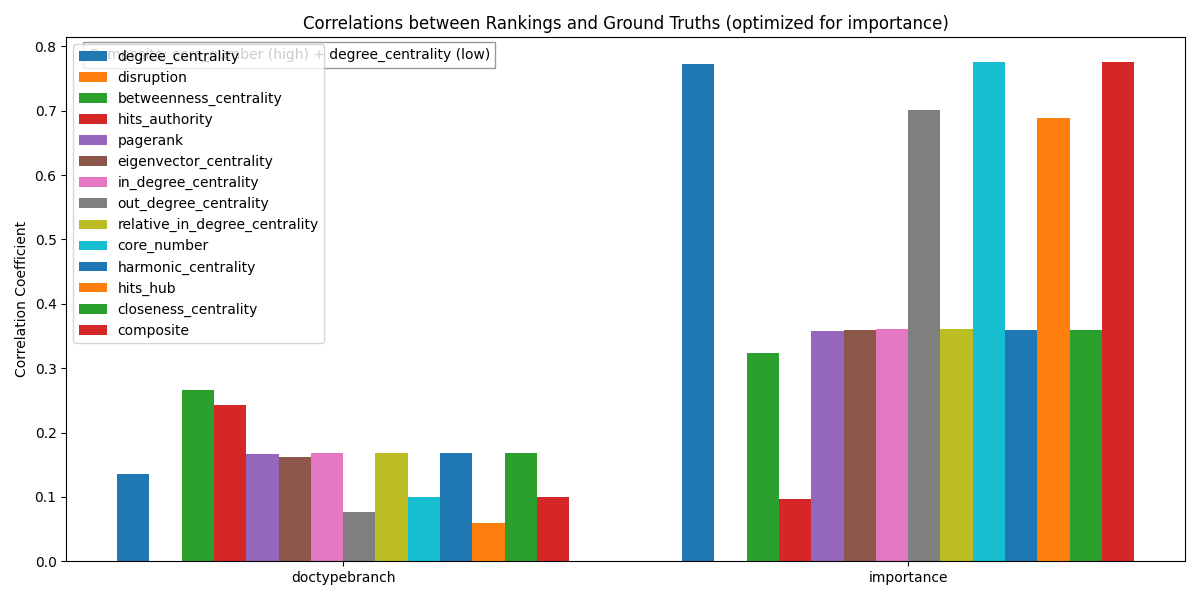 Correlations between Rankings and Ground Truths (optimized for importance)
Composite: core_number (high) + degree_centrality (low)
degree_centrality
disruption
betweenness_centrality
hits_authority
pagerank
eigenvector_centrality
in_degree_centrality
out_degree_centrality
relative_in_degree_centrality
core_number
harmonic_centrality
hits_hub
closeness_centrality
composite
Correlation Coefficient
0.8
0.7
0.6
0.5
0.4
0.3
0.2
0.1
0.0
doctypebranch
importance